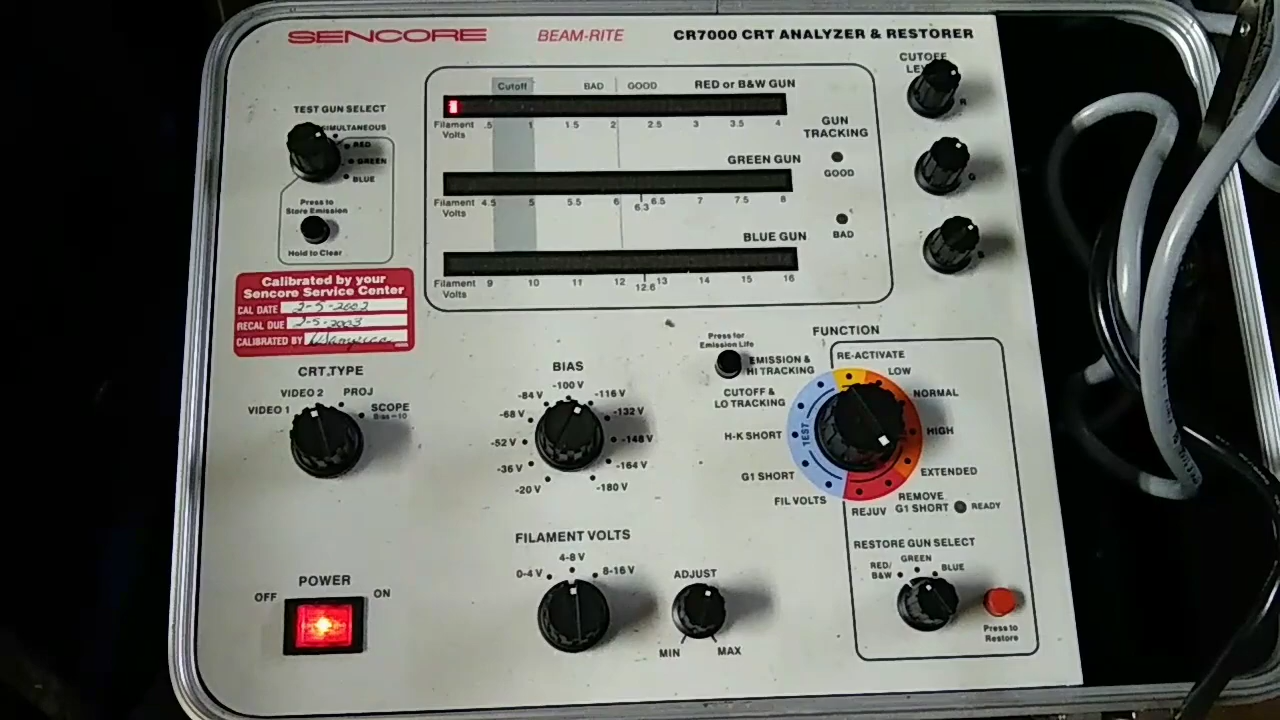 SENCORE BEAM-RITE CR7000 CRT ANALYZER & RESTORER
TEST GUN SELECT
SIMULTANEOUS
RED
GREEN
BLUE
Press to
Store Emission
Hold to Clear
Calibrated by your
Sencore Service Center
CAL DATE 2-5-2002
RECAL DUE 2-5-2003
CALIBRATED BY
Cutoff BAD GOOD RED or B&W GUN
Filament
Volts
.5 1 1.5 2 2.5 3 3.5 4
GREEN GUN
Filament
Volts
4.5 5 5.5 6 6.3 6.5 7 7.5 8
BLUE GUN
Filament
Volts
9 10 11 12 12.6 13 14 15 16
GUN
TRACKING
GOOD
BAD
CUTOFF
R
G
CRT TYPE
VIDEO 1
VIDEO 2
PROJ
SCOPE
Bias -10
BIAS
-100 V
-84 V -116 V
-68 V -132 V
-52 V -148 V
-36 V -164 V
-20 V -180 V
Press for
Emission Life
FUNCTION
EMISSION &
HI TRACKING
CUTOFF &
LO TRACKING
H-K SHORT
G1 SHORT
FIL VOLTS
TEST
RE-ACTIVATE
LOW
NORMAL
HIGH
EXTENDED
REMOVE
G1 SHORT
READY
REJUV
FILAMENT VOLTS
0-4 V 4-8 V 8-16 V
ADJUST
MIN MAX
RESTORE GUN SELECT
RED/
B&W
GREEN
BLUE
Press to
Restore
POWER
OFF ON